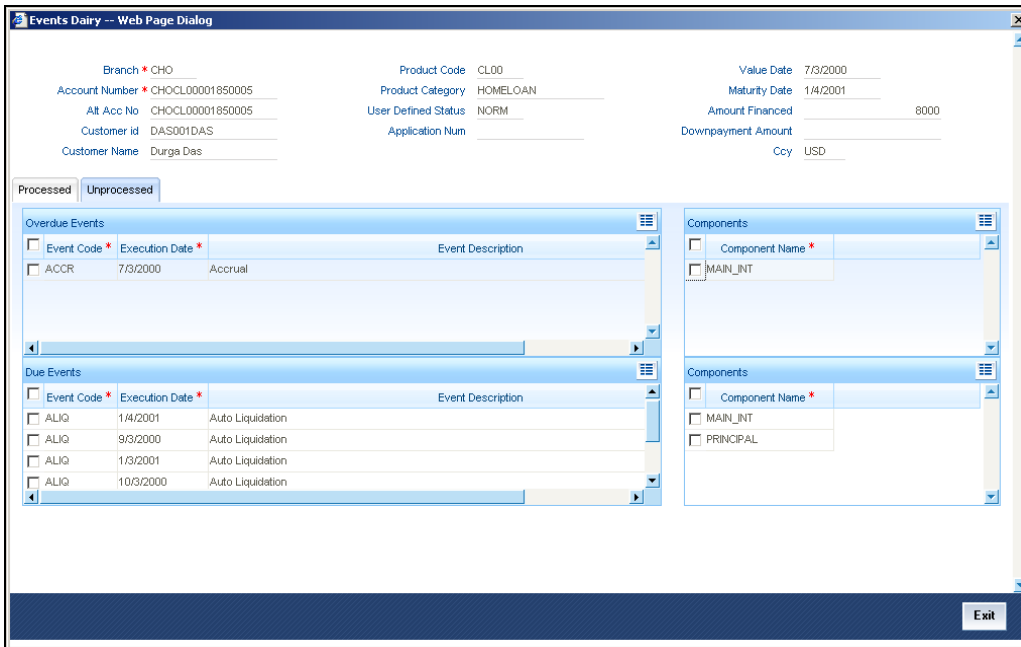 Events Dairy -- Web Page Dialog
Branch * CHO Product Code CL00 Value Date 7/3/2000
Account Number * CHOCL00001850005 Product Category HOMELOAN Maturity Date 1/4/2001
Alt Acc No CHOCL00001850005 User Defined Status NORM Amount Financed 8000
Customer id DAS001DAS Application Num Downpayment Amount
Customer Name Durga Das Ccy USD
Processed Unprocessed
Overdue Events Components
Event Code * Execution Date * Event Description Component Name *
ACCR 7/3/2000 Accrual MAIN_INT
Due Events Components
Event Code * Execution Date * Event Description Component Name *
ALIQ 1/4/2001 Auto Liquidation MAIN_INT
ALIQ 9/3/2000 Auto Liquidation PRINCIPAL
ALIQ 1/3/2001 Auto Liquidation
ALIQ 10/3/2000 Auto Liquidation
Exit